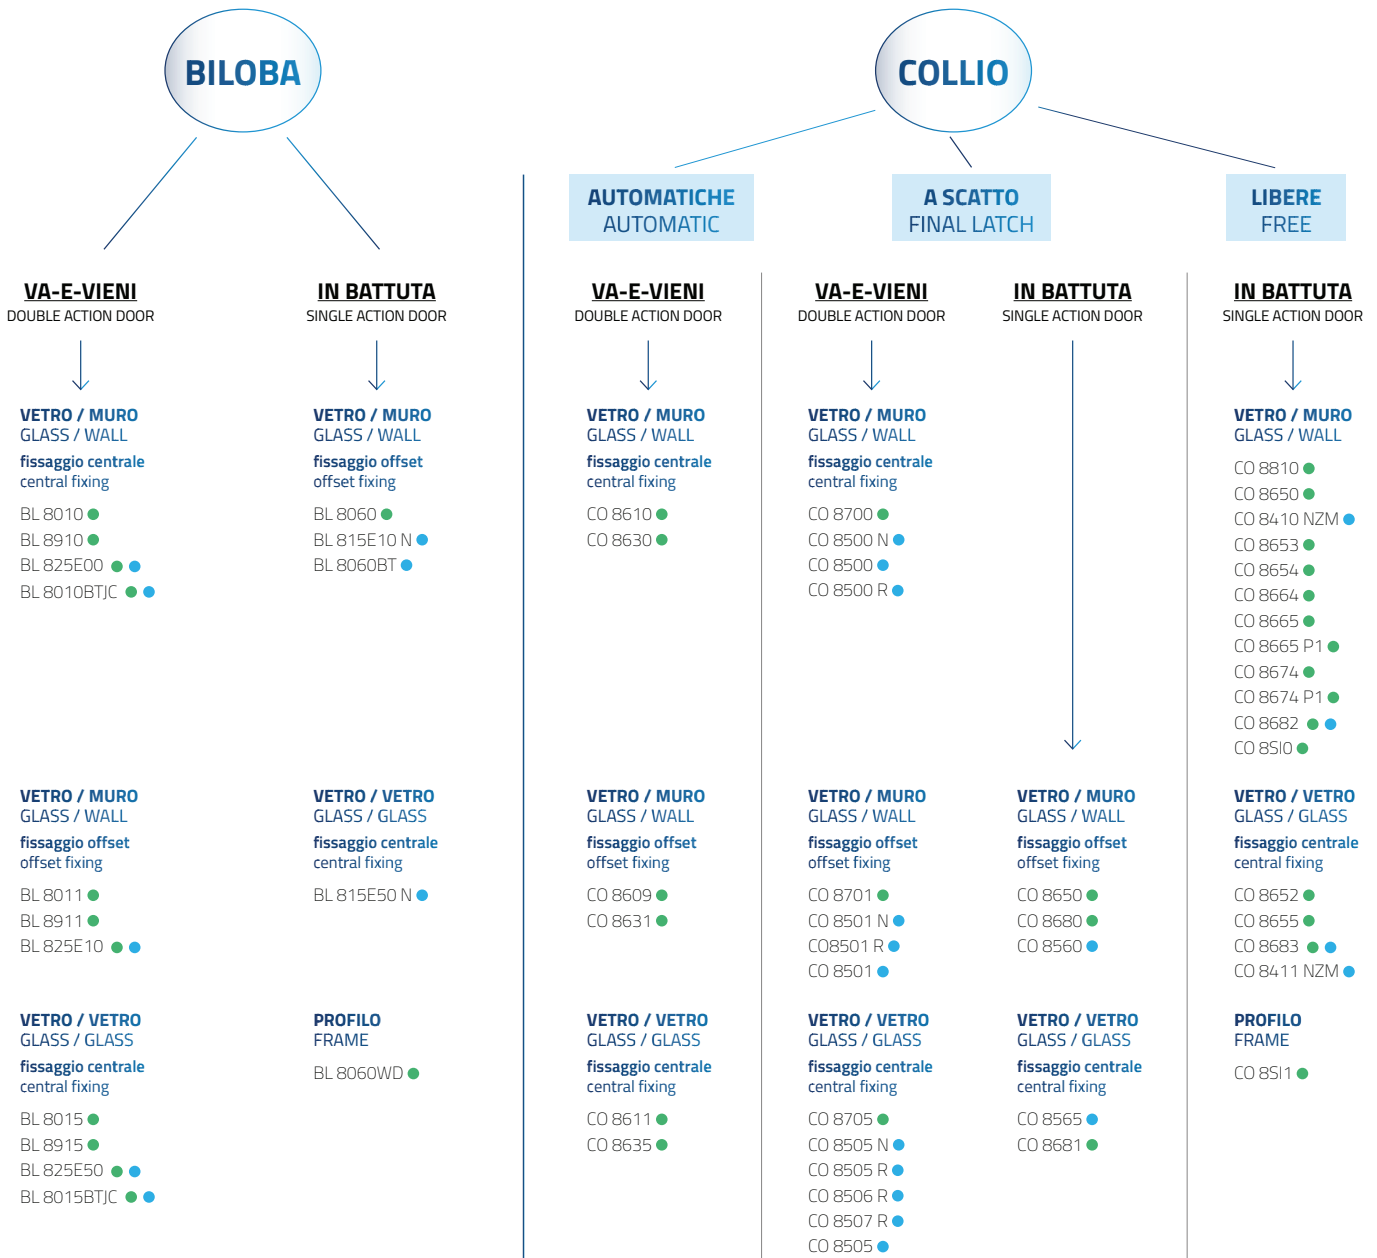 BILOBA
VA-E-VIENI
DOUBLE ACTION DOOR
VETRO / MURO
GLASS / WALL
fissaggio centrale
central fixing
BL 8010
BL 8910
BL 825E00
BL 8010BTJC
VETRO / MURO
GLASS / WALL
fissaggio offset
offset fixing
BL 8011
BL 8911
BL 825E10
VETRO / VETRO
GLASS / GLASS
fissaggio centrale
central fixing
BL 8015
BL 8915
BL 825E50
BL 8015BTJC
IN BATTUTA
SINGLE ACTION DOOR
VETRO / MURO
GLASS / WALL
fissaggio offset
offset fixing
BL 8060
BL 815E10 N
BL 8060BT
VETRO / VETRO
GLASS / GLASS
fissaggio centrale
central fixing
BL 815E50 N
PROFILO
FRAME
BL 8060WD
COLLIO
AUTOMATICHE
AUTOMATIC
VA-E-VIENI
DOUBLE ACTION DOOR
VETRO / MURO
GLASS / WALL
fissaggio centrale
central fixing
CO 8610
CO 8630
VETRO / MURO
GLASS / WALL
fissaggio offset
offset fixing
CO 8609
CO 8631
VETRO / VETRO
GLASS / GLASS
fissaggio centrale
central fixing
CO 8611
CO 8635
A SCATTO
FINAL LATCH
VA-E-VIENI
DOUBLE ACTION DOOR
VETRO / MURO
GLASS / WALL
fissaggio centrale
central fixing
CO 8700
CO 8500 N
CO 8500
CO 8500 R
VETRO / MURO
GLASS / WALL
fissaggio offset
offset fixing
CO 8701
CO 8501 N
CO8501 R
CO 8501
VETRO / VETRO
GLASS / GLASS
fissaggio centrale
central fixing
CO 8705
CO 8505 N
CO 8505 R
CO 8506 R
CO 8507 R
CO 8505
IN BATTUTA
SINGLE ACTION DOOR
VETRO / MURO
GLASS / WALL
fissaggio offset
offset fixing
CO 8650
CO 8680
CO 8560
VETRO / VETRO
GLASS / GLASS
fissaggio centrale
central fixing
CO 8565
CO 8681
LIBERE
FREE
IN BATTUTA
SINGLE ACTION DOOR
VETRO / MURO
GLASS / WALL
CO 8810
CO 8650
CO 8410 NZM
CO 8653
CO 8654
CO 8664
CO 8665
CO 8665 P1
CO 8674
CO 8674 P1
CO 8682
CO 8SI0
VETRO / VETRO
GLASS / GLASS
fissaggio centrale
central fixing
CO 8652
CO 8655
CO 8683
CO 8411 NZM
PROFILO
FRAME
CO 8SI1